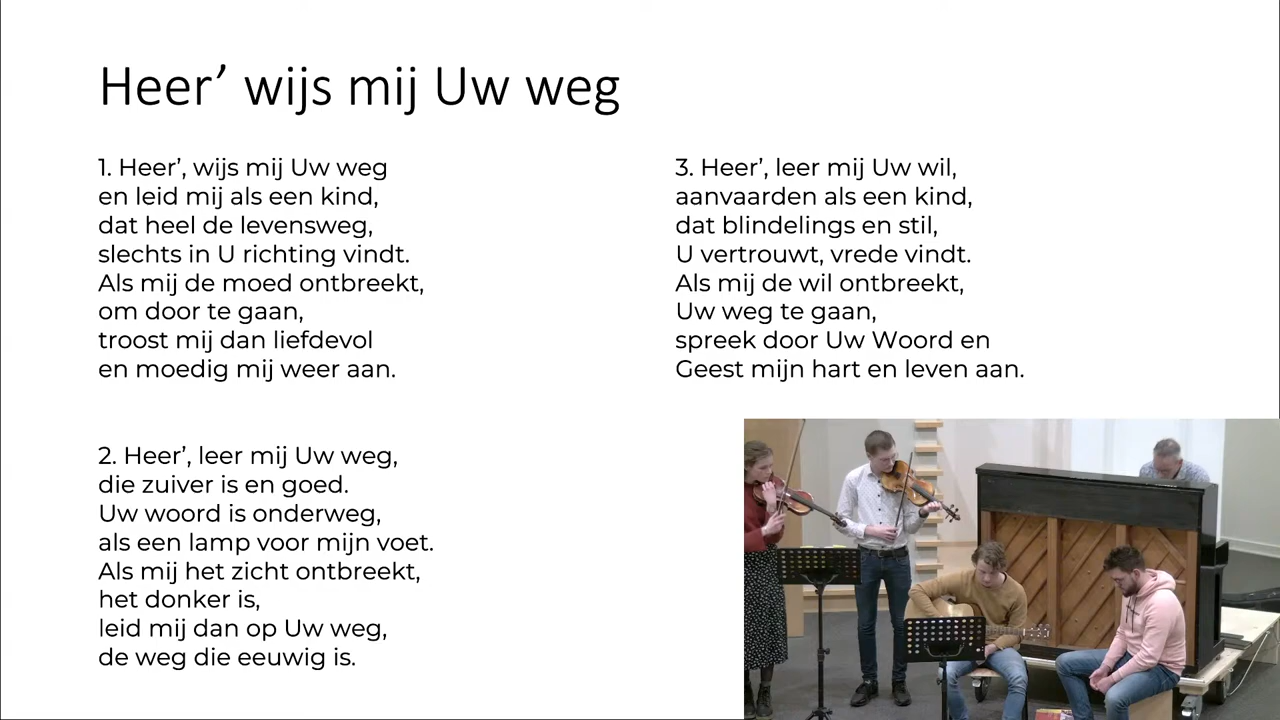 Heer’ wijs mij Uw weg
1. Heer’, wijs mij Uw weg
en leid mij als een kind,
dat heel de levensweg,
slechts in U richting vindt.
Als mij de moed ontbreekt,
om door te gaan,
troost mij dan liefdevol
en moedig mij weer aan.
2. Heer’, leer mij Uw weg,
die zuiver is en goed.
Uw woord is onderweg,
als een lamp voor mijn voet.
Als mij het zicht ontbreekt,
het donker is,
leid mij dan op Uw weg,
de weg die eeuwig is.
3. Heer’, leer mij Uw wil,
aanvaarden als een kind,
dat blindelings en stil,
U vertrouwt, vrede vindt.
Als mij de wil ontbreekt,
Uw weg te gaan,
spreek door Uw Woord en
Geest mijn hart en leven aan.